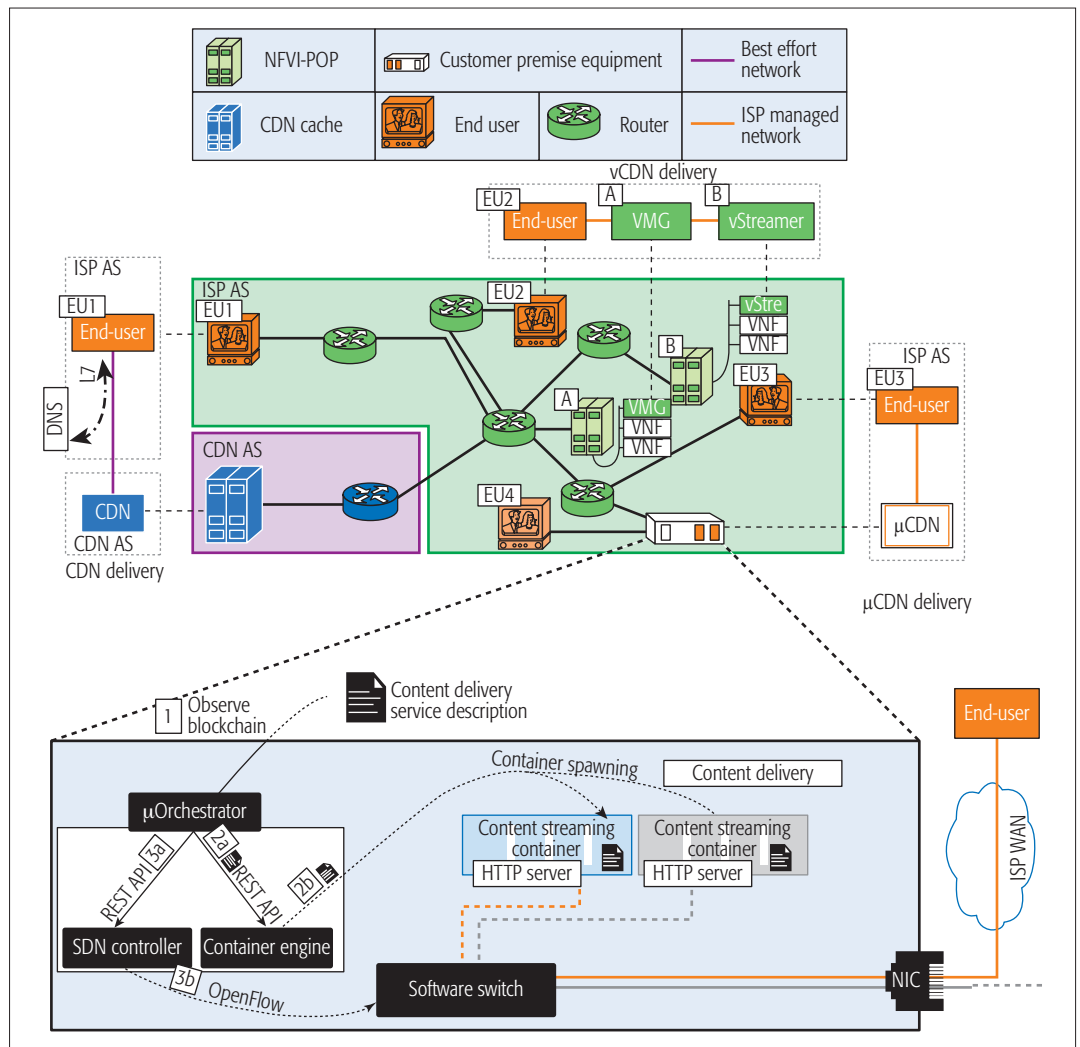 NFVI-POP
Customer premise equipment
Best effort
network
CDN cache
End user
Router
ISP managed
network
vCDN delivery
EU2
End-user
A
VMG
B
vStreamer
ISP AS
EU1
End-user
L7
DNS
CDN
CDN AS
CDN delivery
ISP AS
EU1
EU2
B
vStre
VNF
VNF
EU3
A
VMG
VNF
VNF
EU4
CDN AS
ISP AS
EU3
End-user
μCDN
μCDN delivery
1
Observe
blockchain
Content delivery
service description
End-user
Container spawning
Content delivery
μOrchestrator
Content streaming
container
HTTP server
Content streaming
container
HTTP server
REST API
3a
2a
REST API
2b
SDN controller
Container engine
3b
OpenFlow
Software switch
NIC
ISP WAN